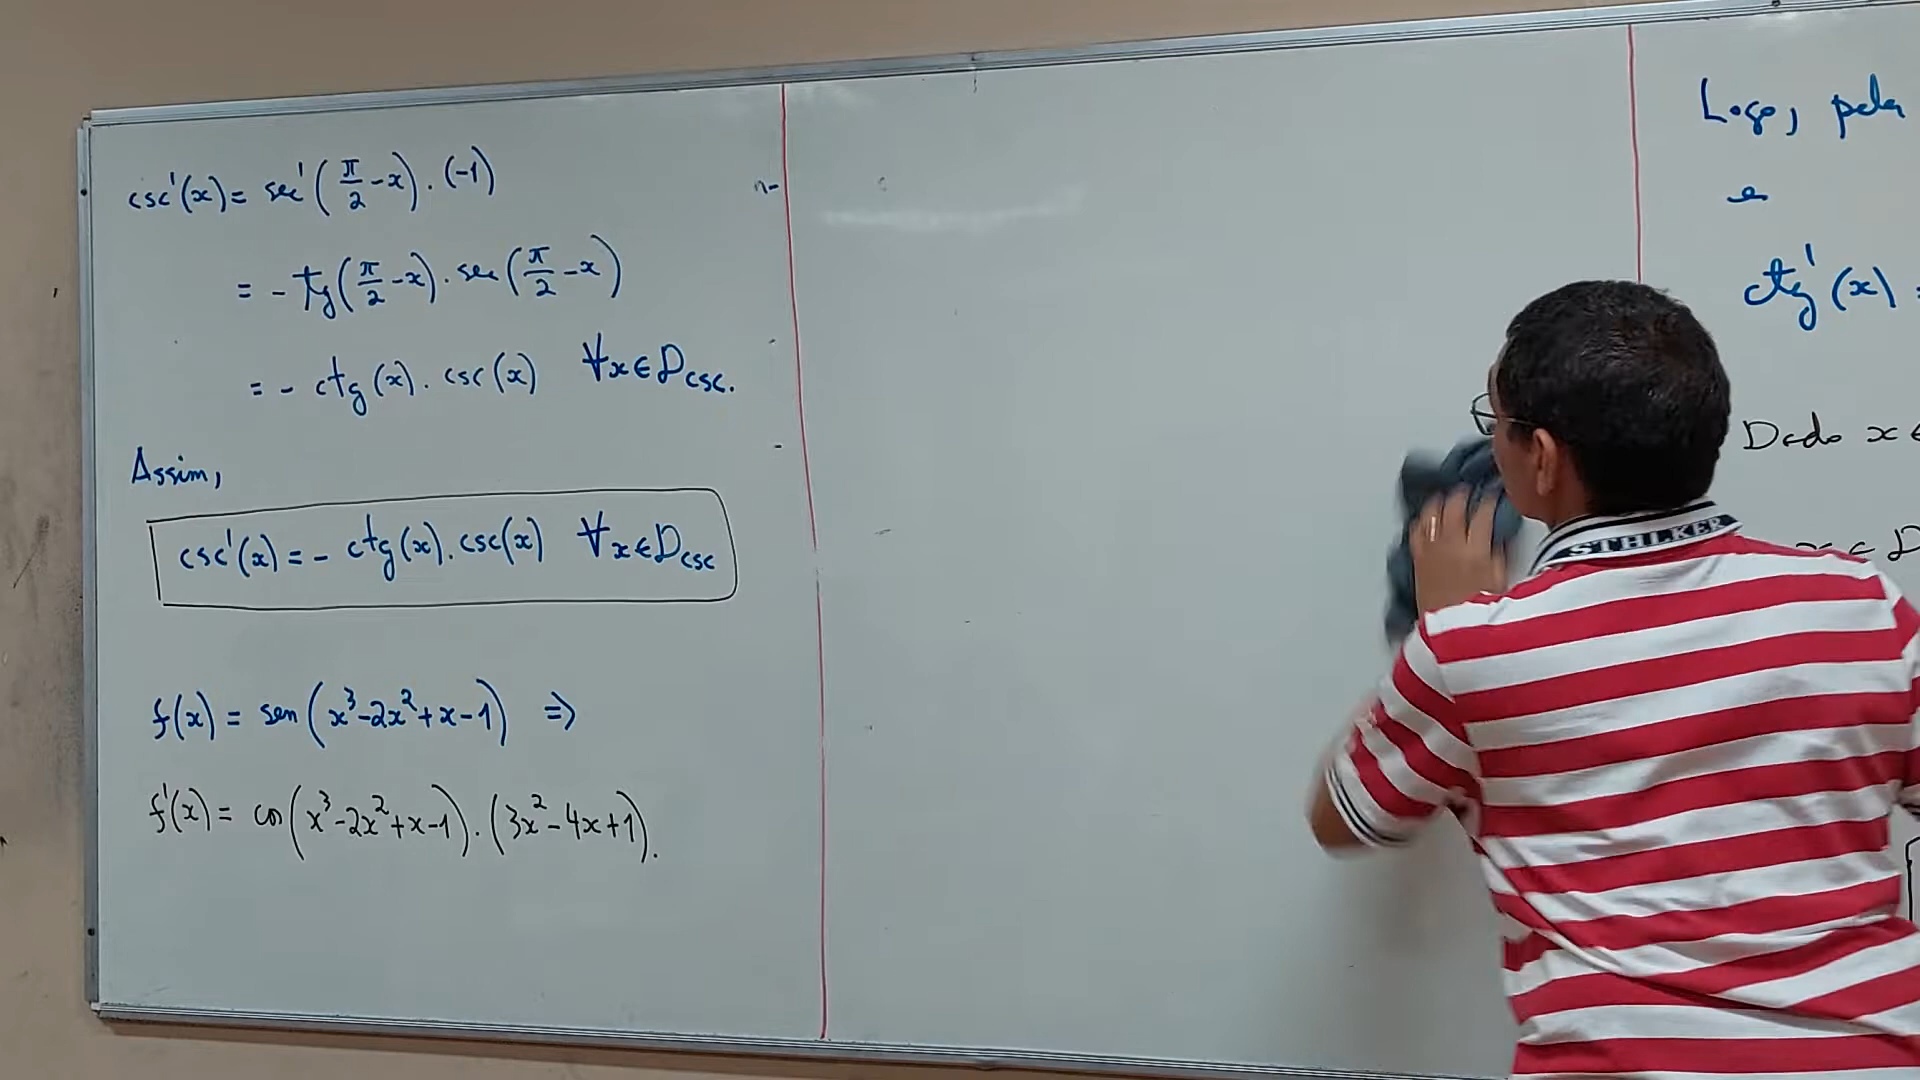 csc'(x) = sec'(π/2 - x) · (-1)
= - tg(π/2 - x) · sec(π/2 - x)
= - ctg(x) · csc(x) ∀x∈D_csc.
Assim,
csc'(x) = - ctg(x) · csc(x) ∀x∈D_csc
f(x) = sen(x³-2x²+x-1) ⇒
f'(x) = cos(x³-2x²+x-1) · (3x²-4x+1).
Logo, pela
e
ctg'(x) =
Dado x ∈
x ∈ D
STHLKER